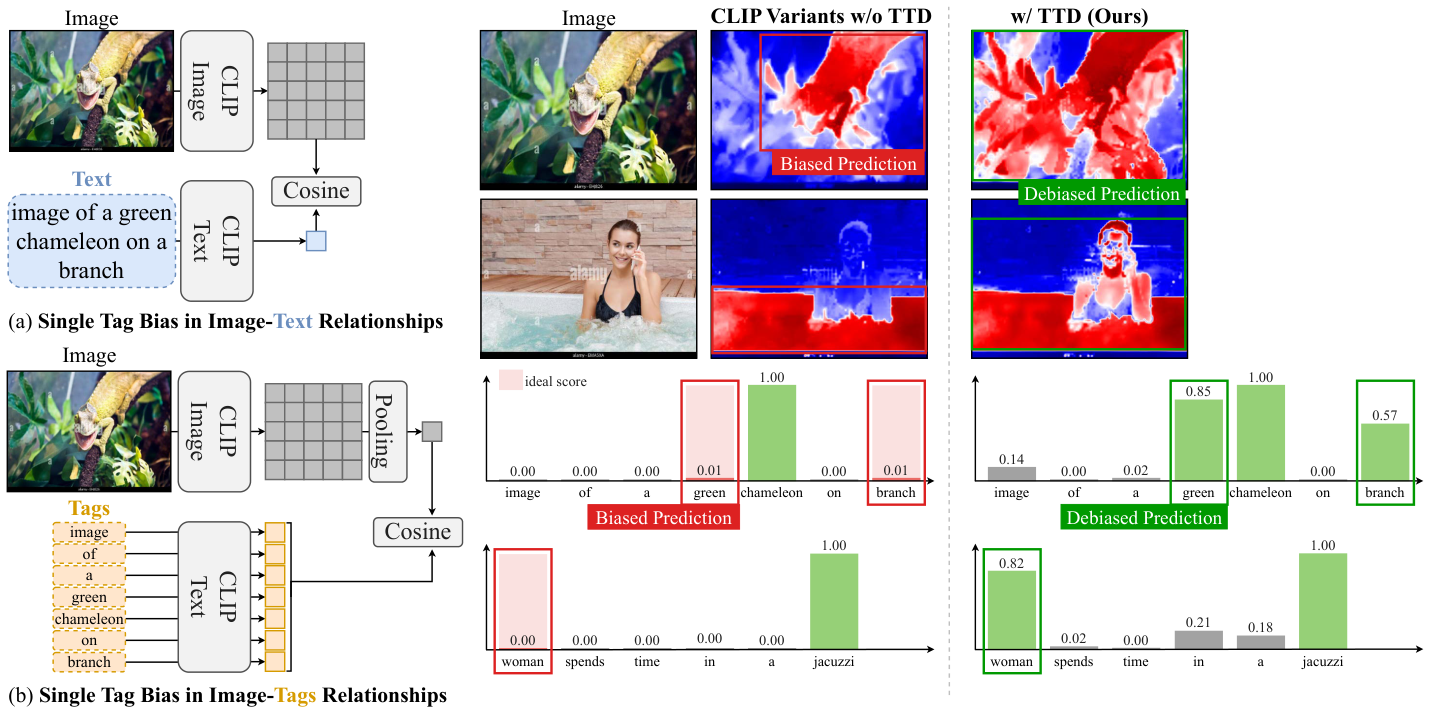 Image
CLIP
Image
Text
image of a green
chameleon on a
branch
CLIP
Text
Cosine
(a) Single Tag Bias in Image-Text Relationships
Image
CLIP Variants w/o TTD
w/ TTD (Ours)
Biased Prediction
Debiased Prediction
alamy
a
alamy
Image
CLIP
Image
Pooling
Cosine
Tags
image
of
a
green
chameleon
on
branch
CLIP
Text
(b) Single Tag Bias in Image-Tags Relationships
ideal score
0.00 0.00 0.00 0.01 1.00 0.00 0.01
image of a green chameleon on branch
Biased Prediction
0.14 0.00 0.02 0.85 1.00 0.00 0.57
image of a green chameleon on branch
Debiased Prediction
0.00 0.00 0.00 0.00 0.00 1.00
woman spends time in a jacuzzi
0.82 0.02 0.00 0.21 0.18 1.00
woman spends time in a jacuzzi